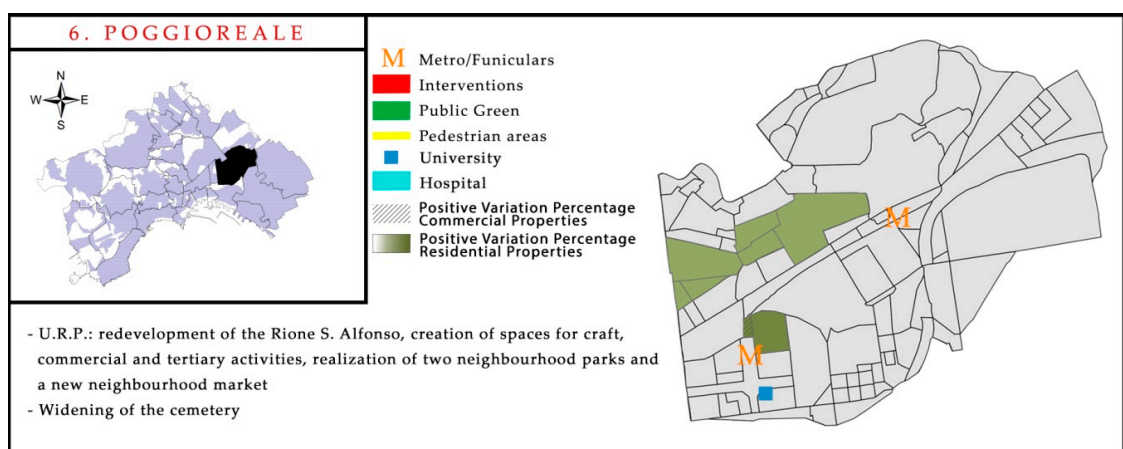 6. POGGIOREALE
N
W E
S
M Metro/Funiculars
Interventions
Public Green
Pedestrian areas
University
Hospital
Positive Variation Percentage
Commercial Properties
Positive Variation Percentage
Residential Properties
M
M
- U.R.P.: redevelopment of the Rione S. Alfonso, creation of spaces for craft,
commercial and tertiary activities, realization of two neighbourhood parks and
a new neighbourhood market
- Widening of the cemetery